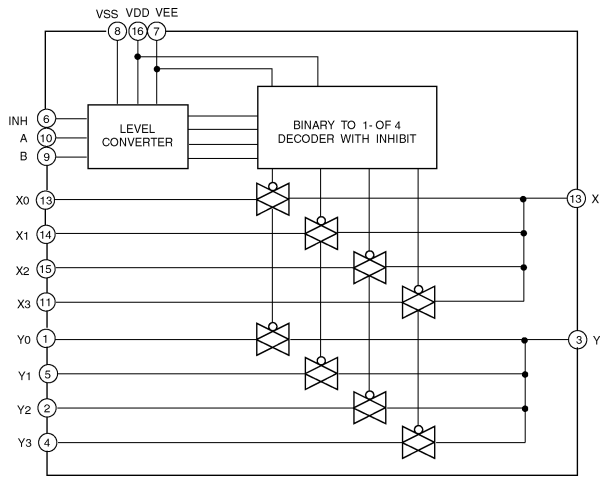 VSS VDD VEE
8 16 7
INH 6
A 10
B 9
LEVEL
CONVERTER
BINARY TO 1- OF 4
DECODER WITH INHIBIT
X0 13
13 X
X1 14
X2 15
X3 11
Y0 1
3 Y
Y1 5
Y2 2
Y3 4